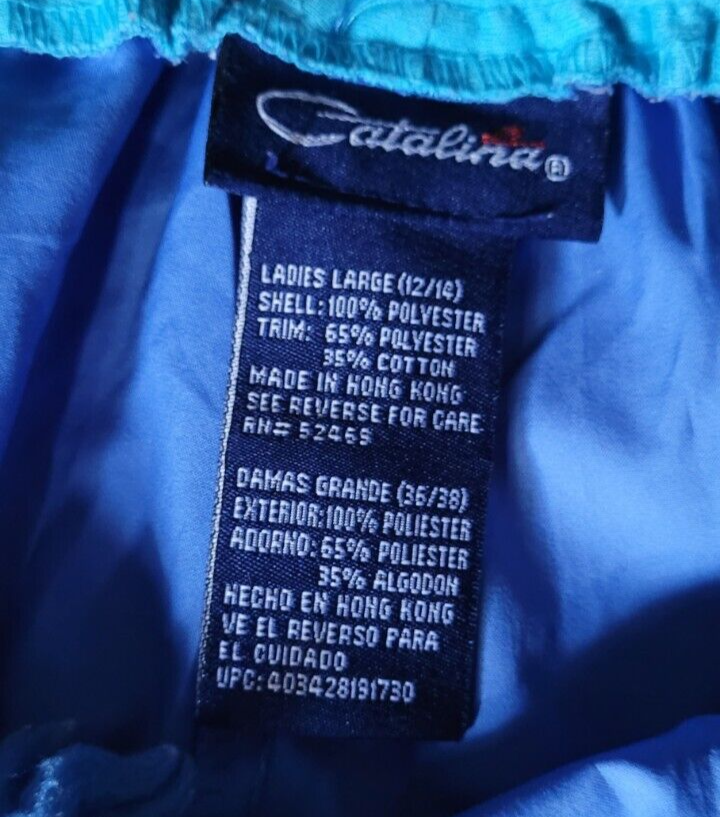 Catalina®
LADIES LARGE (12/14)
SHELL: 100% POLYESTER
TRIM: 65% POLYESTER
35% COTTON
MADE IN HONG KONG
SEE REVERSE FOR CARE
RN# 52469
DAMAS GRANDE (36/38)
EXTERIOR: 100% POLIESTER
ADORNO: 65% POLIESTER
35% ALGODON
HECHO EN HONG KONG
VE EL REVERSO PARA
EL CUIDADO
UPC: 403428191730